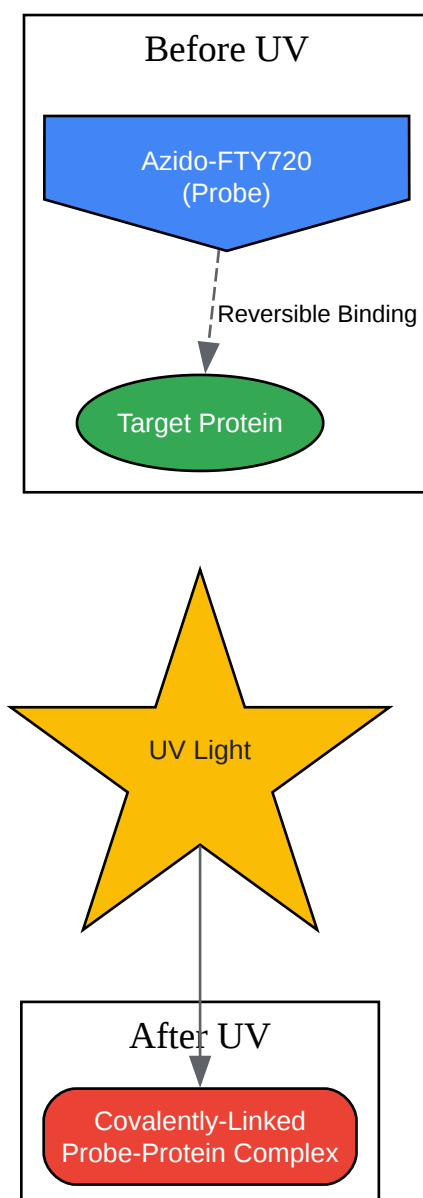 Before UV
Azido-FTY720
(Probe)
Reversible Binding
Target Protein
UV Light
After UV
Covalently-Linked
Probe-Protein Complex